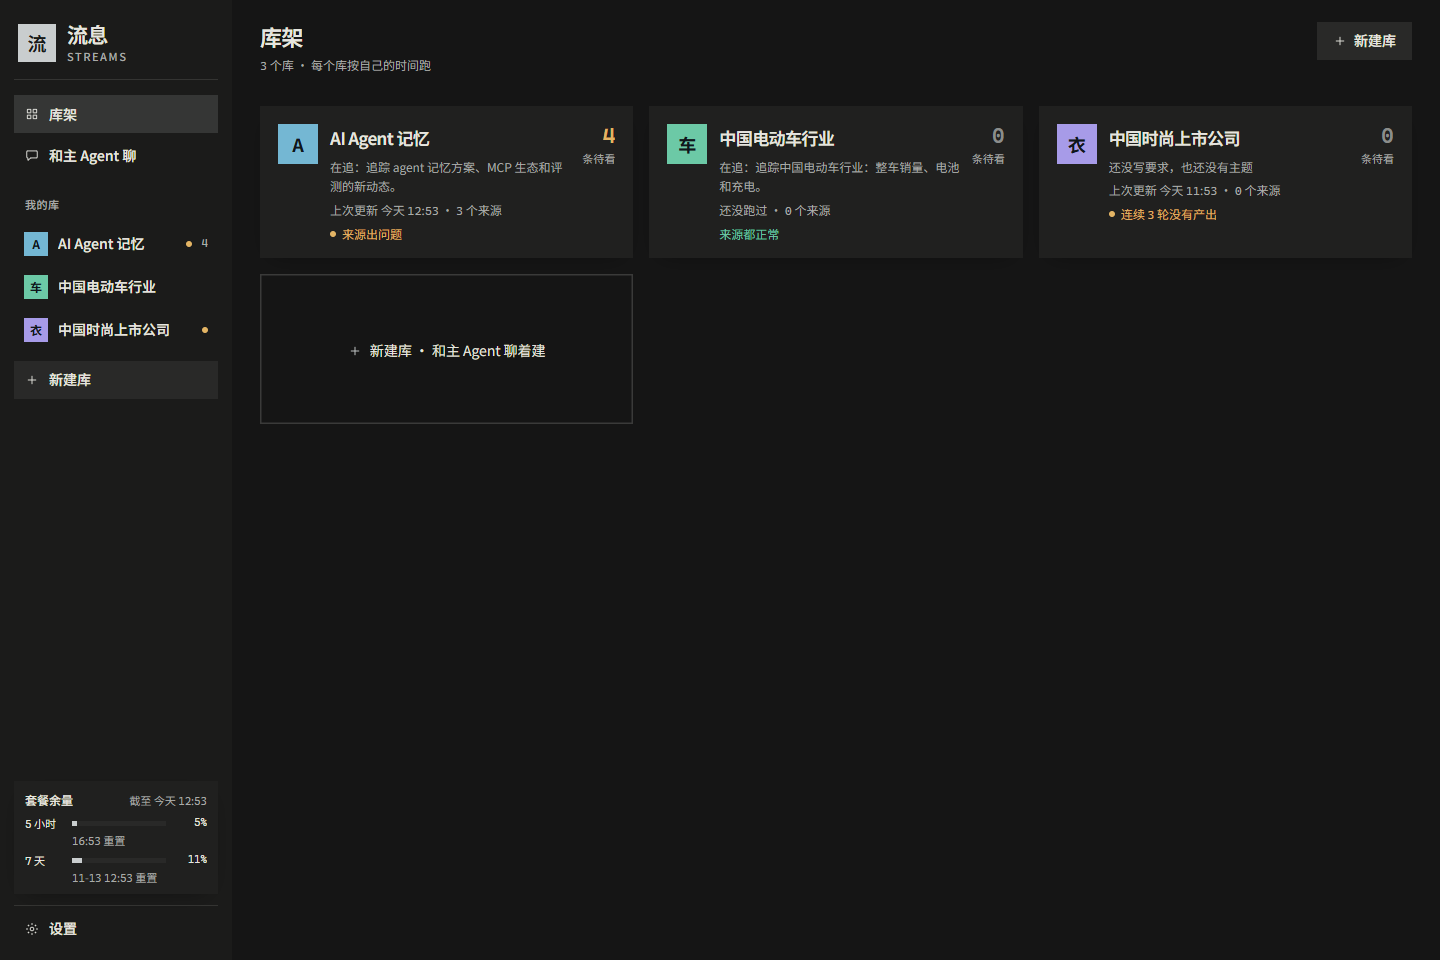 流
流息
STREAMS
库架
和主 Agent 聊
我的库
A
AI Agent 记忆
4
车
中国电动车行业
衣
中国时尚上市公司
+ 新建库
套餐余量
截至 今天 12:53
5 小时
5%
16:53 重置
7 天
11%
11-13 12:53 重置
设置
库架
3 个库 · 每个库按自己的时间跑
+ 新建库
A
AI Agent 记忆
4
条待看
在追：追踪 agent 记忆方案、MCP 生态和评
测的新动态。
上次更新 今天 12:53 · 3 个来源
来源出问题
车
中国电动车行业
0
条待看
在追：追踪中国电动车行业：整车销量、电池
和充电。
还没跑过 · 0 个来源
来源都正常
衣
中国时尚上市公司
0
条待看
还没写要求，也还没有主题
上次更新 今天 11:53 · 0 个来源
连续 3 轮没有产出
+ 新建库 · 和主 Agent 聊着建